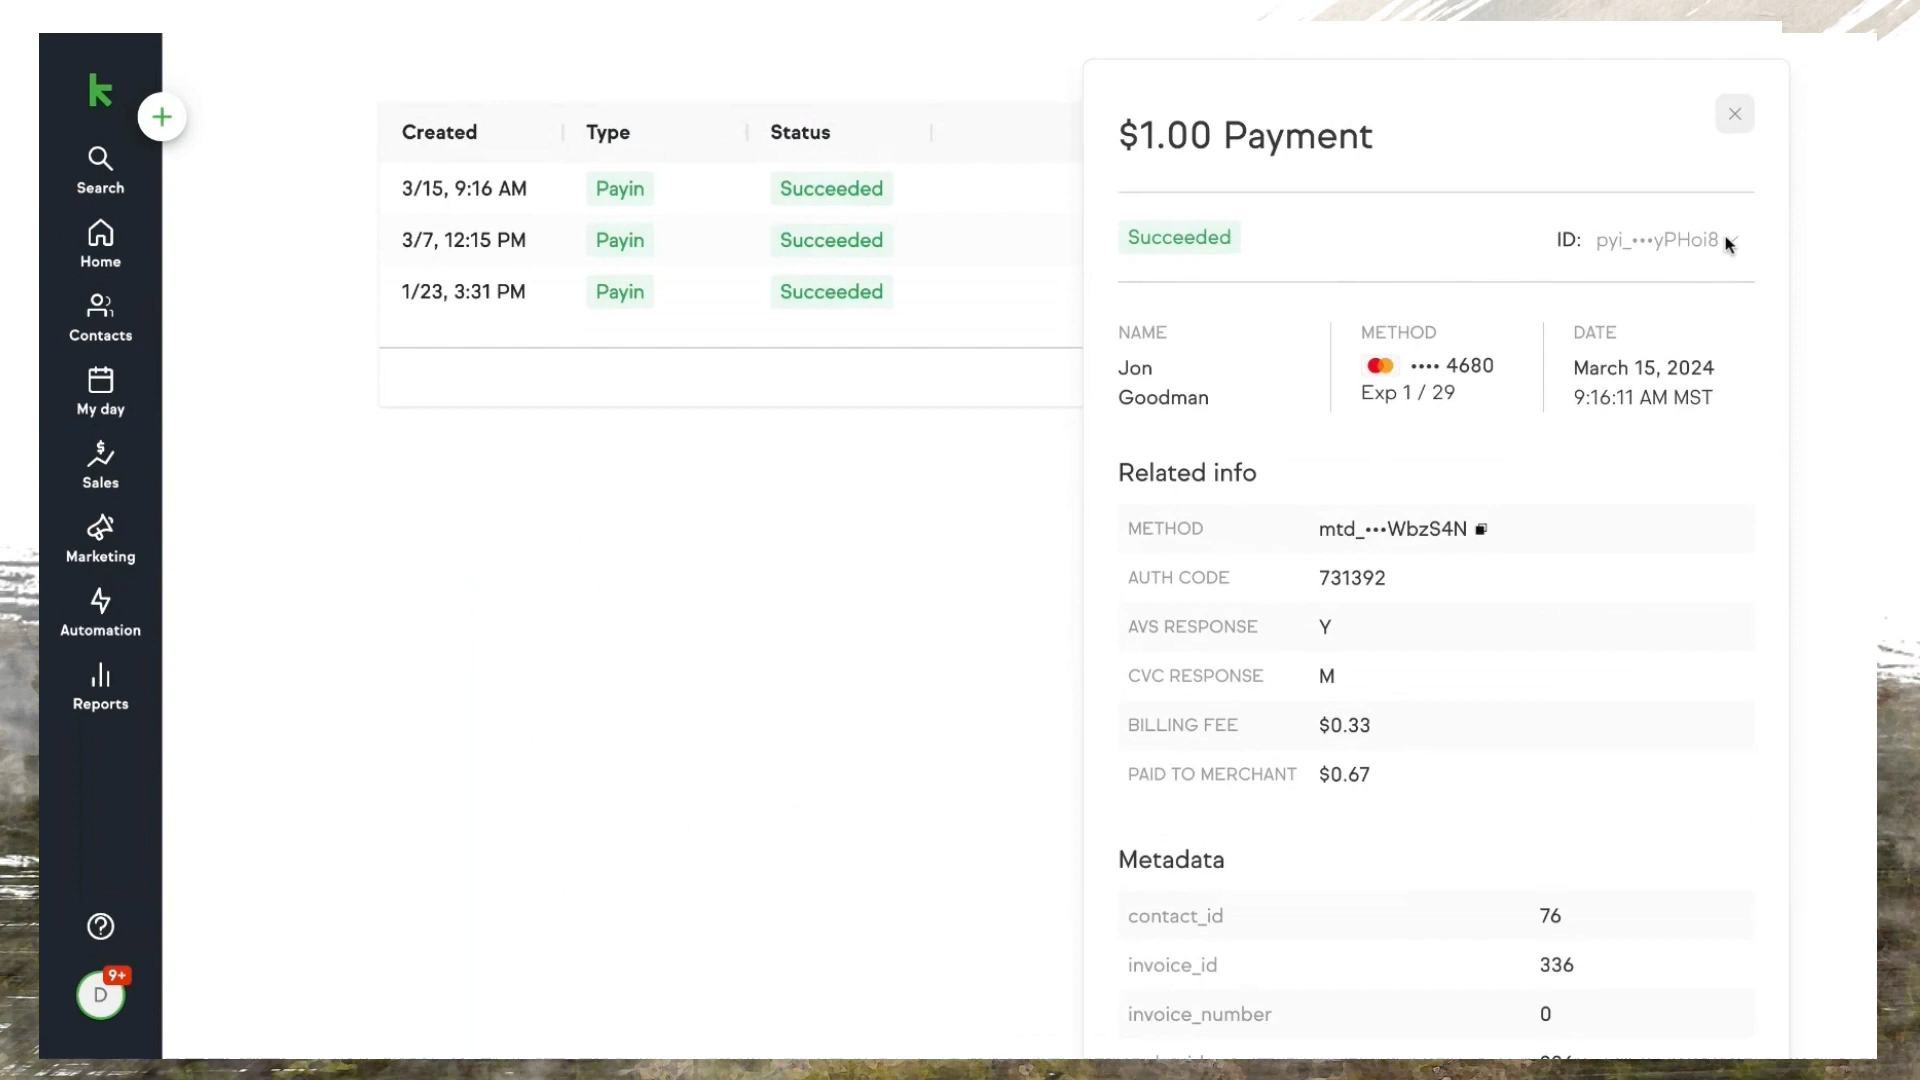 Search
Home
Contacts
My day
Sales
Marketing
Automation
Reports
9+
D
Created Type Status
3/15, 9:16 AM Payin Succeeded
3/7, 12:15 PM Payin Succeeded
1/23, 3:31 PM Payin Succeeded
$1.00 Payment
Succeeded ID: pyi_•••yPHoi8
NAME METHOD DATE
Jon •••• 4680 March 15, 2024
Goodman Exp 1 / 29 9:16:11 AM MST
Related info
METHOD mtd_•••WbzS4N
AUTH CODE 731392
AVS RESPONSE Y
CVC RESPONSE M
BILLING FEE $0.33
PAID TO MERCHANT $0.67
Metadata
contact_id 76
invoice_id 336
invoice_number 0